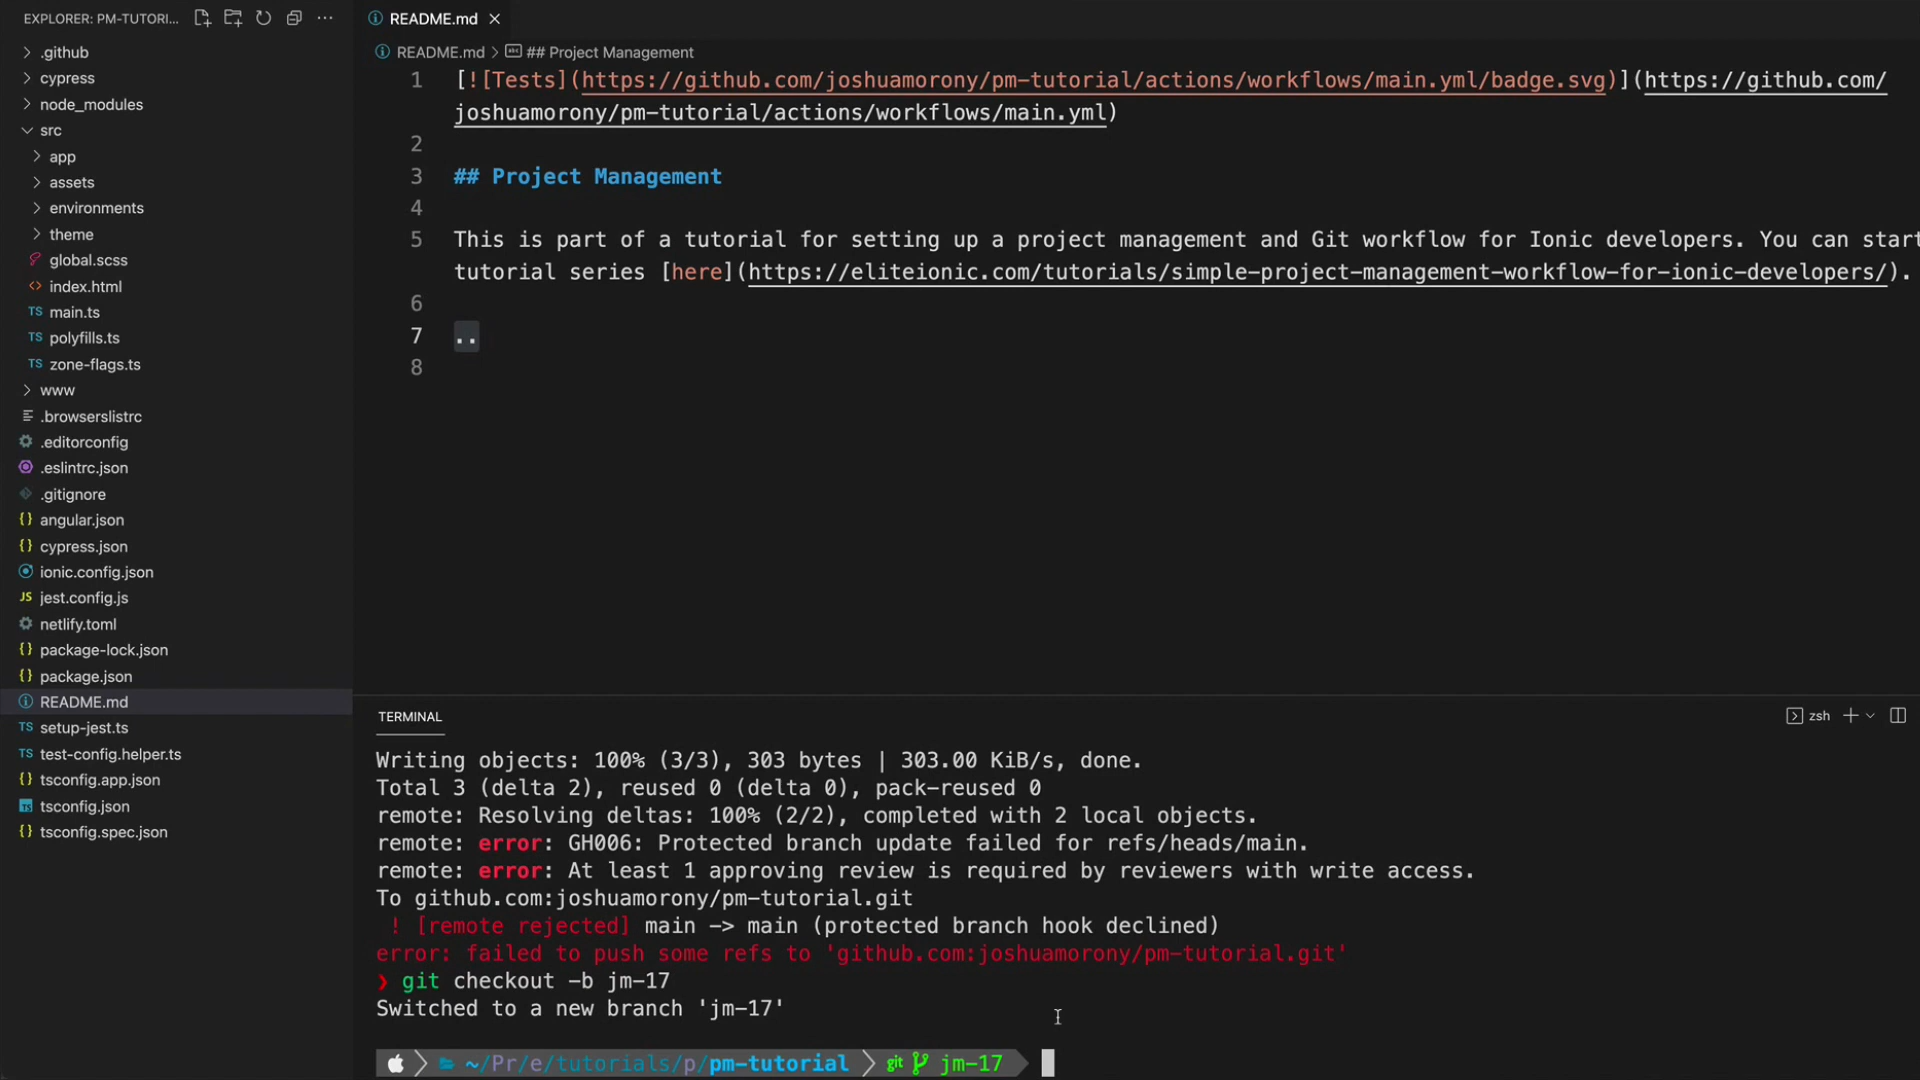 EXPLORER: PM-TUTORI...
.github
cypress
node_modules
src
app
assets
environments
theme
global.scss
index.html
TS main.ts
TS polyfills.ts
TS zone-flags.ts
www
.browserslistrc
.editorconfig
.eslintrc.json
.gitignore
{} angular.json
{} cypress.json
ionic.config.json
JS jest.config.js
netlify.toml
{} package-lock.json
{} package.json
README.md
TS setup-jest.ts
TS test-config.helper.ts
{} tsconfig.app.json
TS tsconfig.json
{} tsconfig.spec.json
README.md
README.md > ## Project Management
1 [![Tests](https://github.com/joshuamorony/pm-tutorial/actions/workflows/main.yml/badge.svg)](https://github.com/
joshuamorony/pm-tutorial/actions/workflows/main.yml)
2
3 ## Project Management
4
5 This is part of a tutorial for setting up a project management and Git workflow for Ionic developers. You can start
tutorial series [here](https://eliteionic.com/tutorials/simple-project-management-workflow-for-ionic-developers/).
6
7 ..
8
TERMINAL
zsh
Writing objects: 100% (3/3), 303 bytes | 303.00 KiB/s, done.
Total 3 (delta 2), reused 0 (delta 0), pack-reused 0
remote: Resolving deltas: 100% (2/2), completed with 2 local objects.
remote: error: GH006: Protected branch update failed for refs/heads/main.
remote: error: At least 1 approving review is required by reviewers with write access.
To github.com:joshuamorony/pm-tutorial.git
! [remote rejected] main -> main (protected branch hook declined)
error: failed to push some refs to 'github.com:joshuamorony/pm-tutorial.git'
❯ git checkout -b jm-17
Switched to a new branch 'jm-17'
~/Pr/e/tutorials/p/pm-tutorial git jm-17